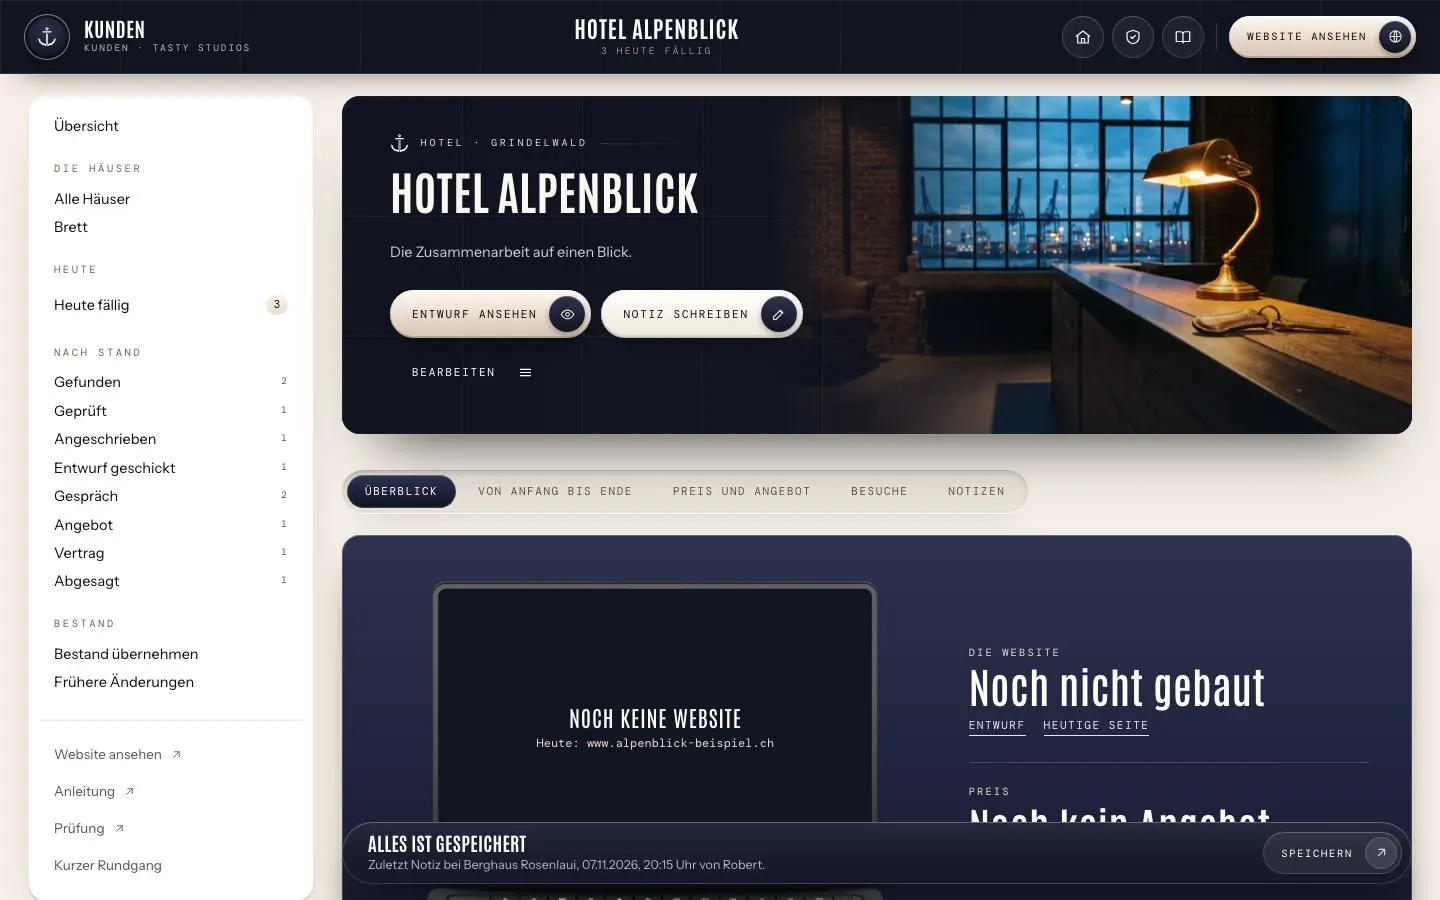 KUNDEN
KUNDEN · TASTY STUDIOS
HOTEL ALPENBLICK
3 HEUTE FÄLLIG
WEBSITE ANSEHEN
Übersicht
DIE HÄUSER
Alle Häuser
Brett
HEUTE
Heute fällig 3
NACH STAND
Gefunden 2
Geprüft 1
Angeschrieben 1
Entwurf geschickt 1
Gespräch 2
Angebot 1
Vertrag 1
Abgesagt 1
BESTAND
Bestand übernehmen
Frühere Änderungen
Website ansehen
Anleitung
Prüfung
Kurzer Rundgang
HOTEL · GRINDELWALD
HOTEL ALPENBLICK
Die Zusammenarbeit auf einen Blick.
ENTWURF ANSEHEN
NOTIZ SCHREIBEN
BEARBEITEN
ÜBERBLICK
VON ANFANG BIS ENDE
PREIS UND ANGEBOT
BESUCHE
NOTIZEN
NOCH KEINE WEBSITE
Heute: www.alpenblick-beispiel.ch
DIE WEBSITE
Noch nicht gebaut
ENTWURF HEUTIGE SEITE
PREIS
Noch kein Angebot
ALLES IST GESPEICHERT
Zuletzt Notiz bei Berghaus Rosenlaui, 07.11.2026, 20:15 Uhr von Robert.
SPEICHERN